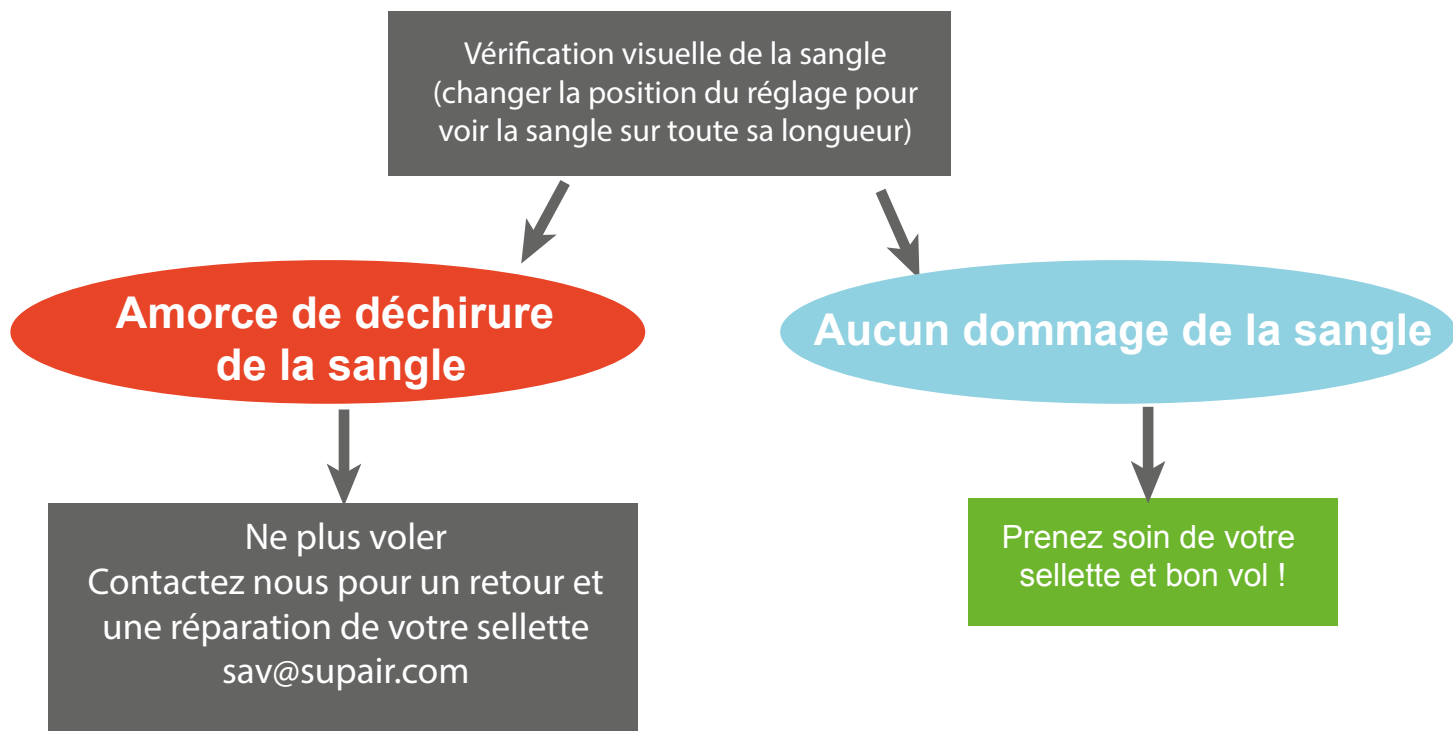 Vérification visuelle de la sangle
(changer la position du réglage pour
voir la sangle sur toute sa longueur)
Amorce de déchirure
de la sangle
Aucun dommage de la sangle
Ne plus voler
Contactez nous pour un retour et
une réparation de votre sellette
sav@supair.com
Prenez soin de votre
sellette et bon vol !